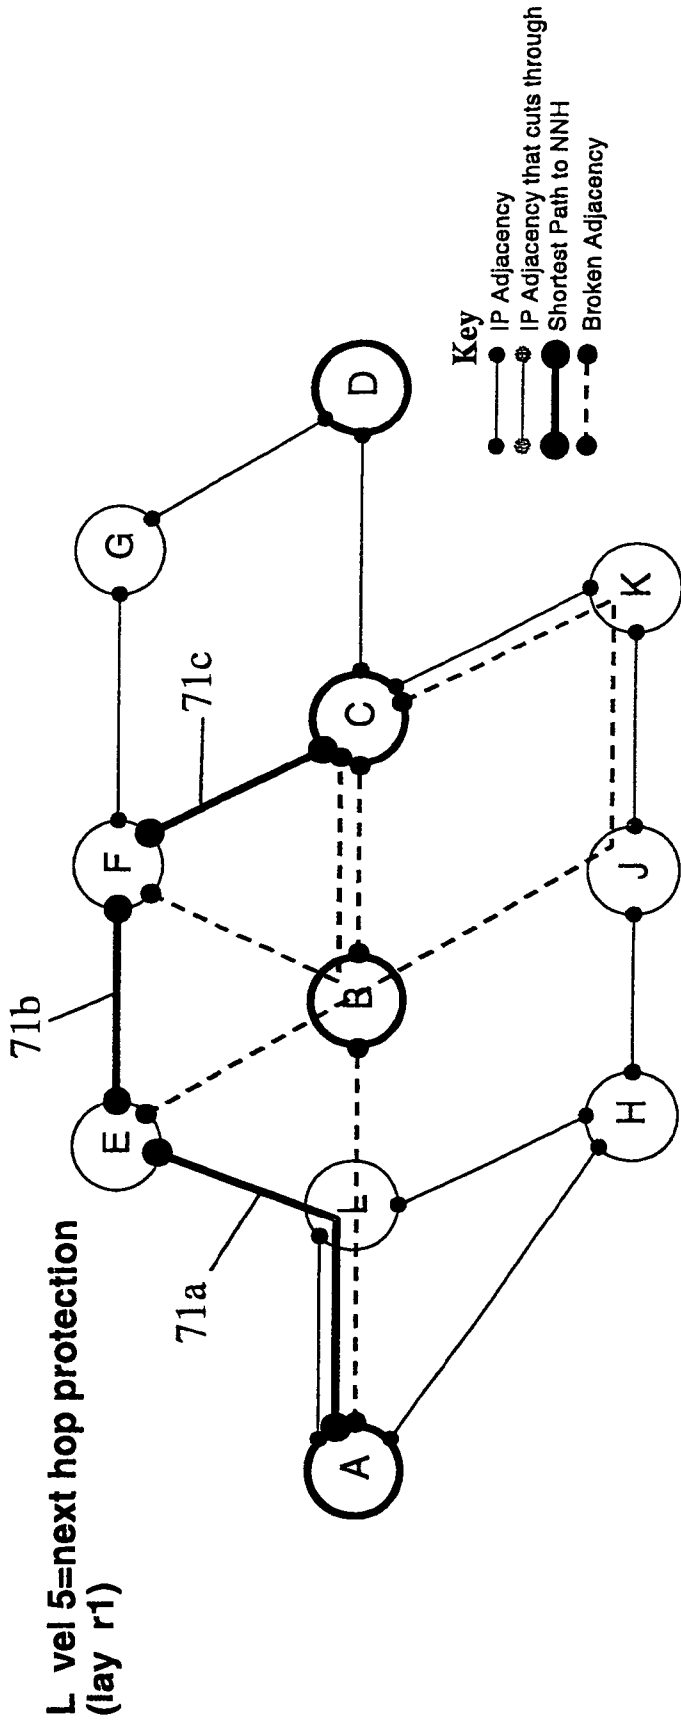 L vel 5=next hop protection
(lay r1)
71a
71b
71c
A
L
E
B
F
C
G
D
H
J
K
Key
IP Adjacency
IP Adjacency that cuts through
Shortest Path to NNH
Broken Adjacency